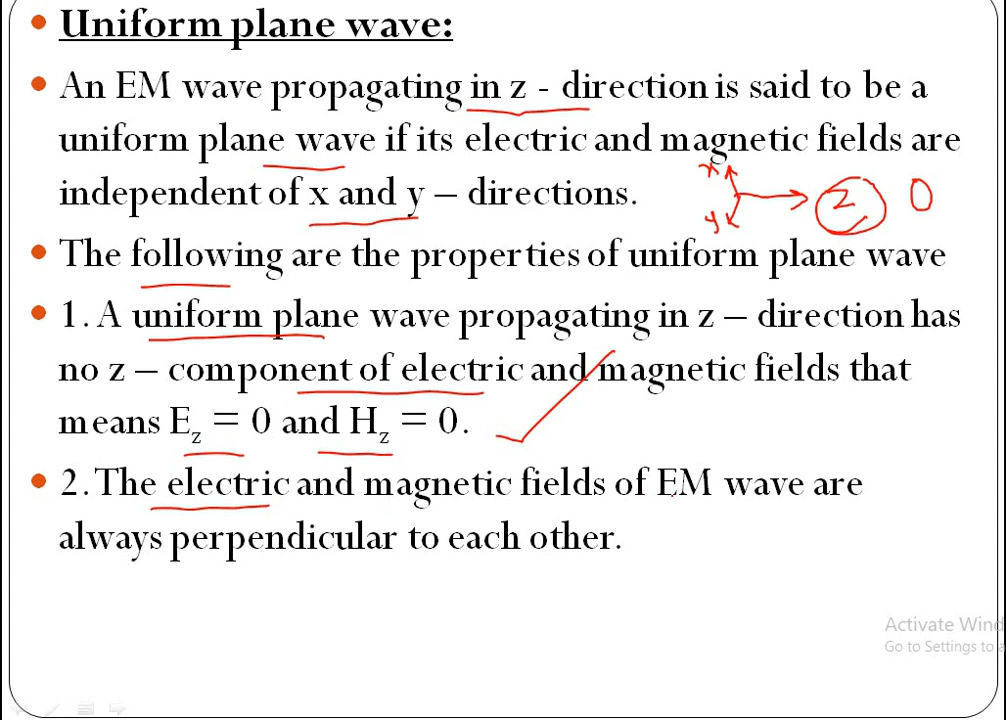 Uniform plane wave:
An EM wave propagating in z - direction is said to be a
uniform plane wave if its electric and magnetic fields are
independent of x and y – directions.
x
y
z
0
The following are the properties of uniform plane wave
1. A uniform plane wave propagating in z – direction has
no z – component of electric and magnetic fields that
means Ez = 0 and Hz = 0.
2. The electric and magnetic fields of EM wave are
always perpendicular to each other.
Activate Wind
Go to Settings to a